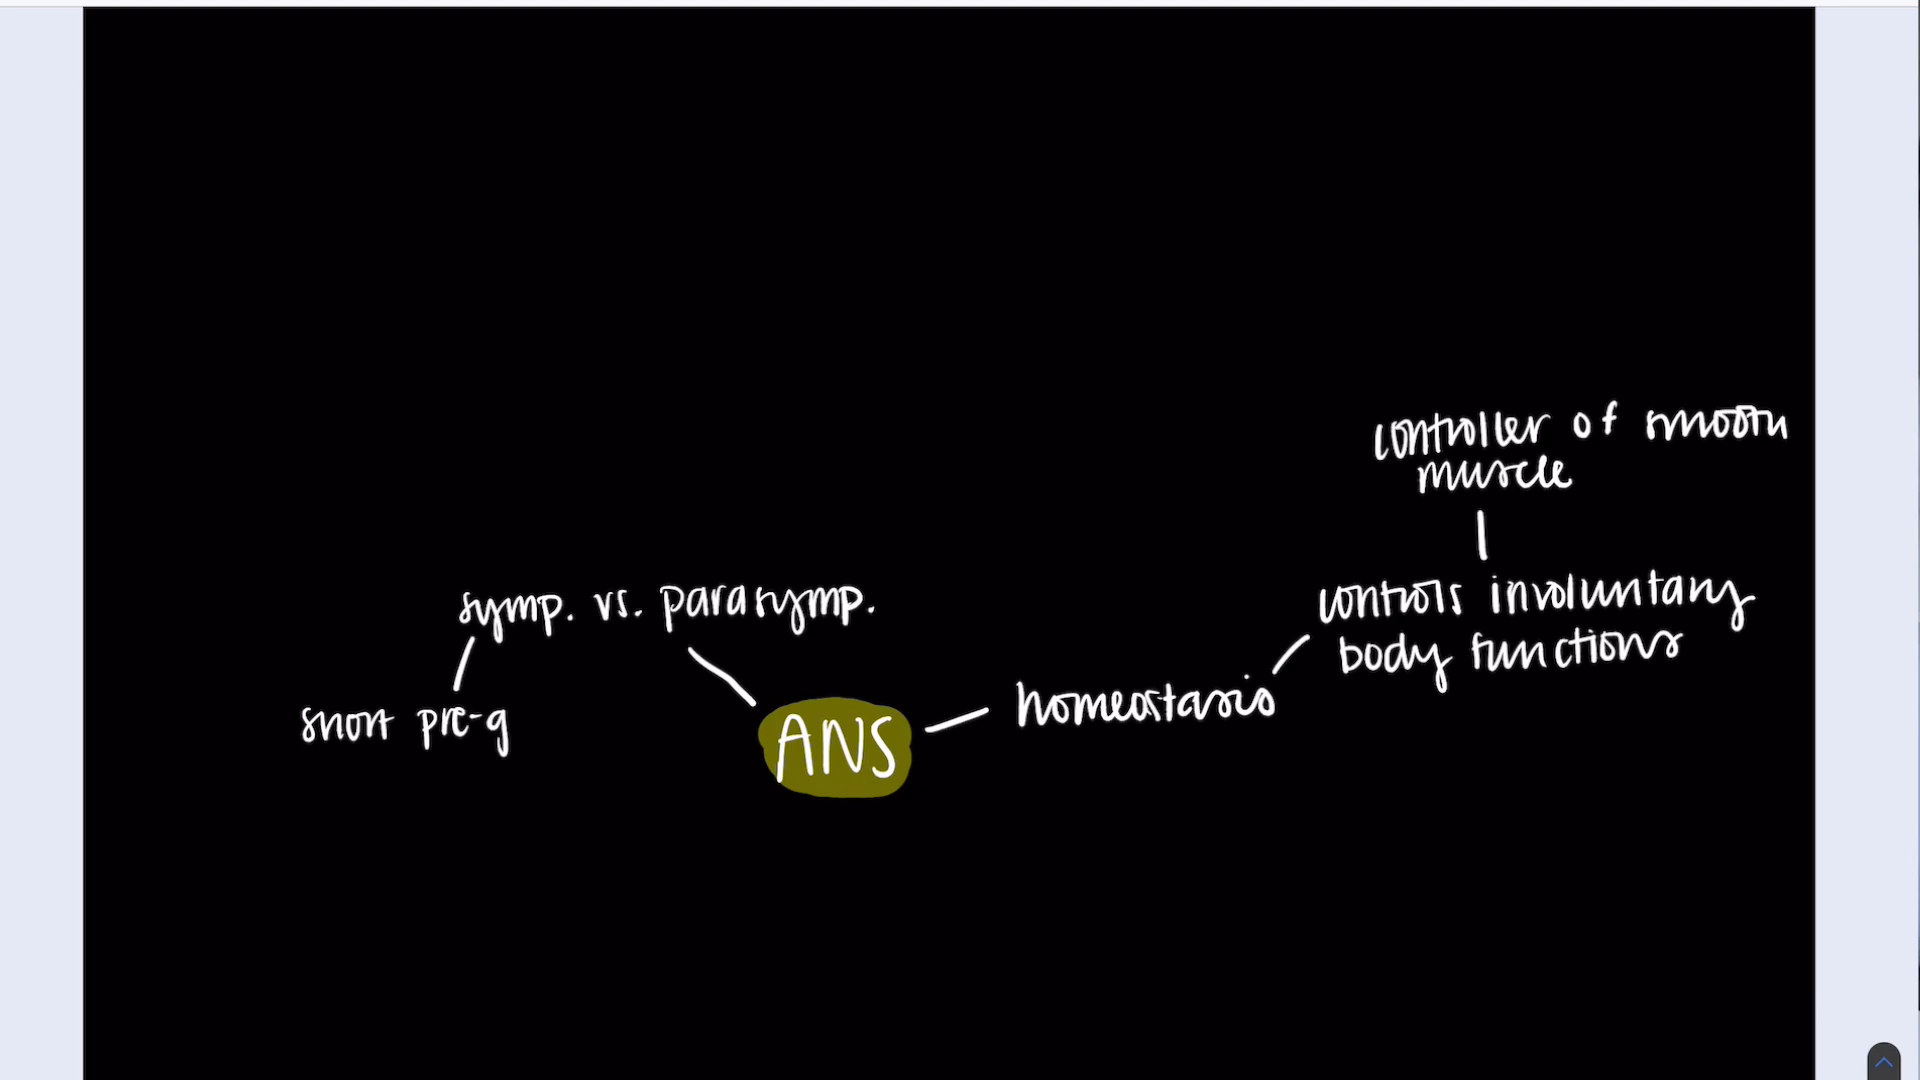 controller of smooth
muscle
symp. vs. parasymp.
controls involuntary
body functions
short pre-g
homeostasis
ANS